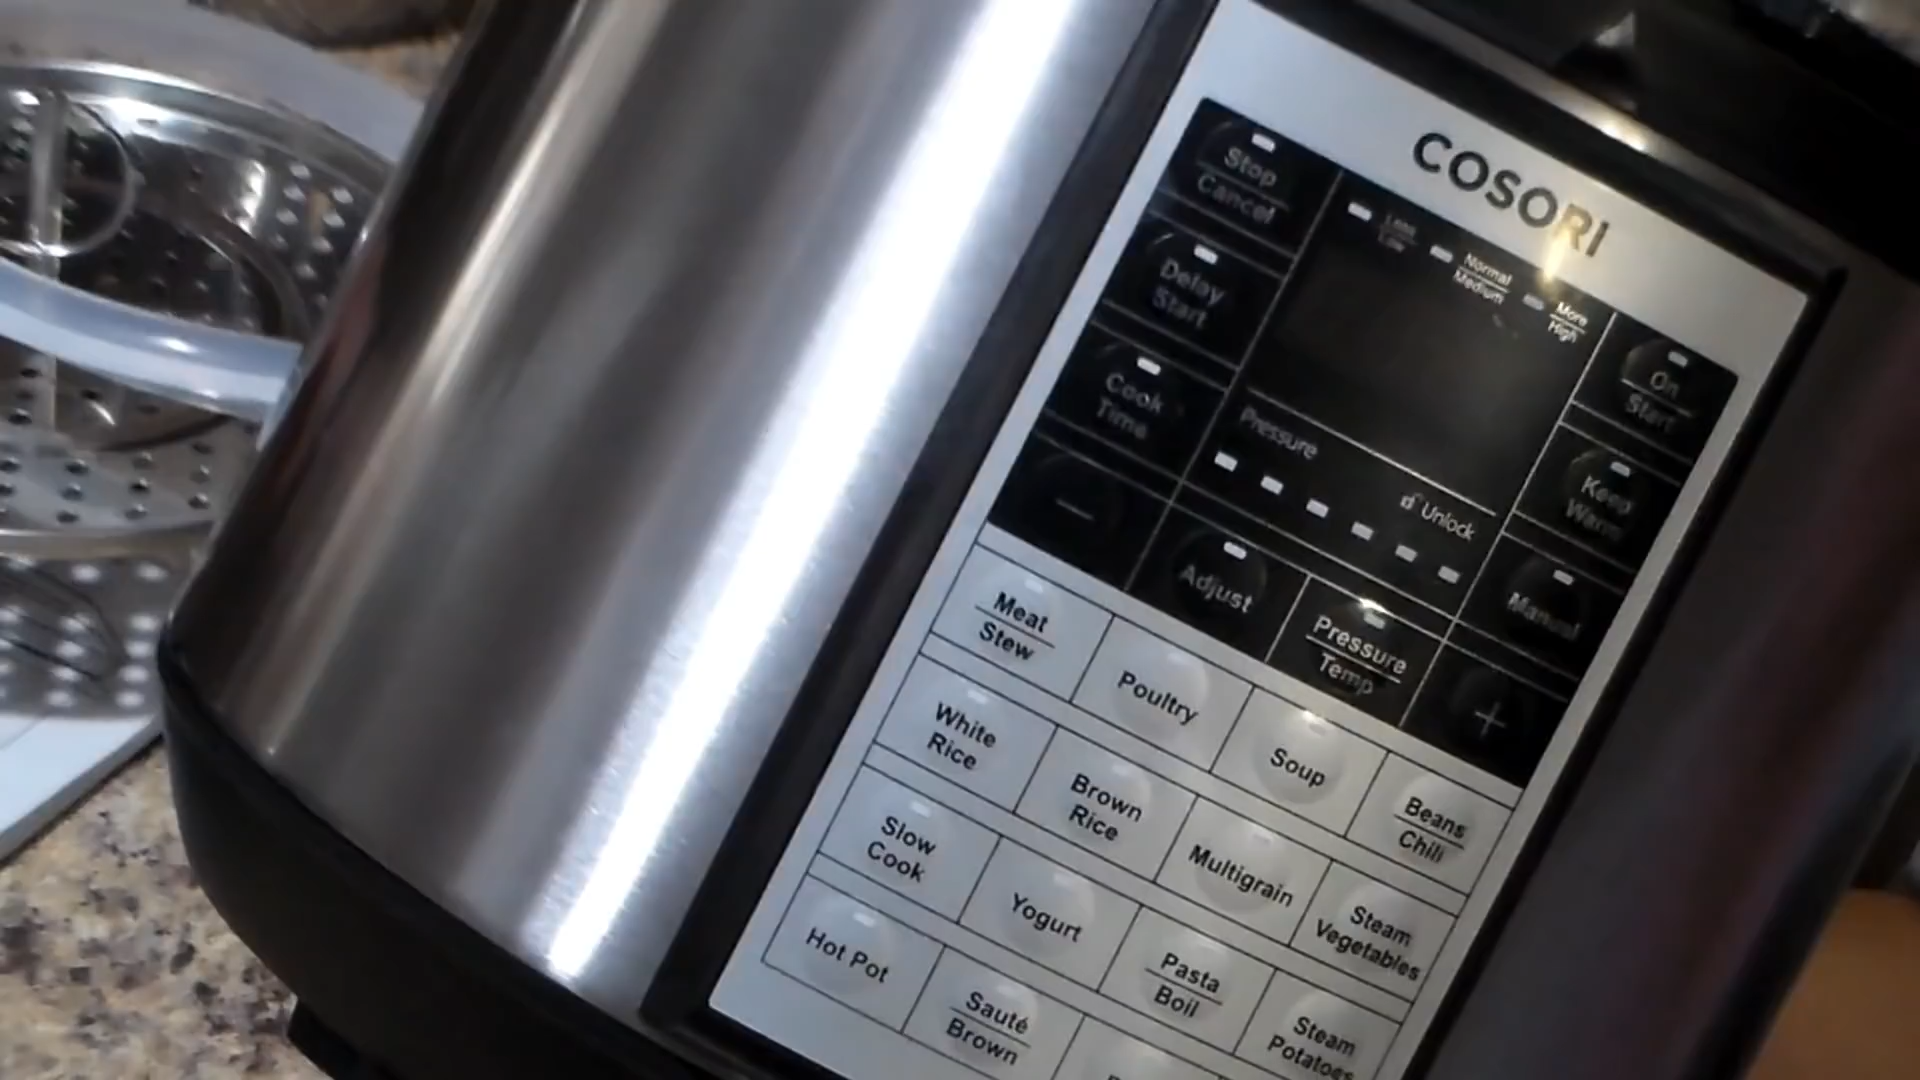 COSORI
Stop
Cancel
Less
Low
Normal
Medium
More
High
Delay
Start
On
Start
Cook
Time
Pressure
Unlock
Keep
Warm
—
Adjust
Pressure
Temp
Manual
+
Meat
Stew
Poultry
Soup
Beans
Chili
White
Rice
Brown
Rice
Multigrain
Steam
Vegetables
Slow
Cook
Yogurt
Pasta
Boil
Steam
Potatoes
Hot Pot
Sauté
Brown